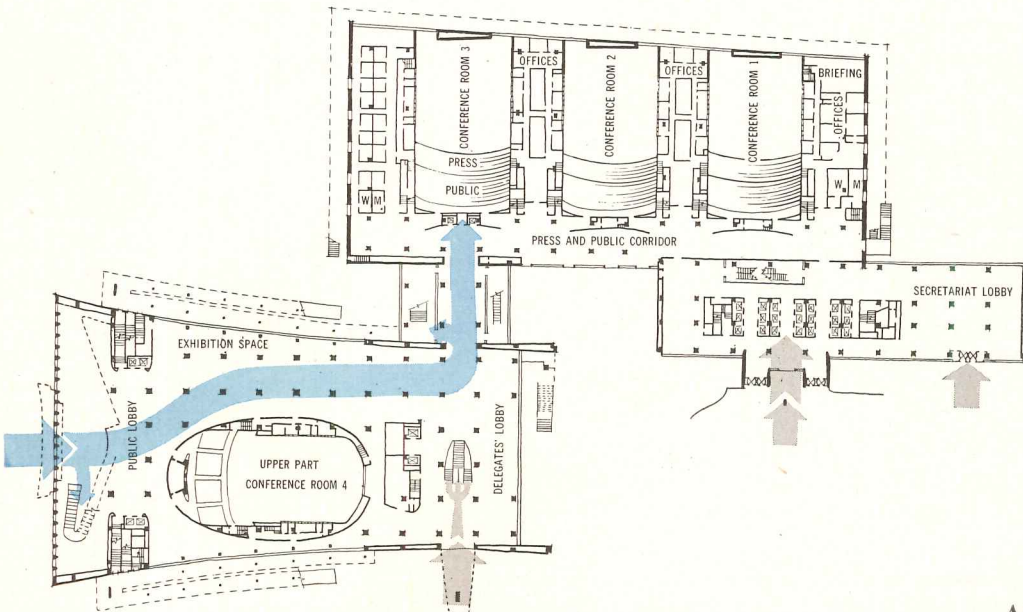 CONFERENCE ROOM 3
OFFICES
CONFERENCE ROOM 2
OFFICES
CONFERENCE ROOM 1
BRIEFING
OFFICES
PRESS
PUBLIC
W M
W M
PRESS AND PUBLIC CORRIDOR
SECRETARIAT LOBBY
EXHIBITION SPACE
PUBLIC LOBBY
UPPER PART
CONFERENCE ROOM 4
DELEGATES' LOBBY